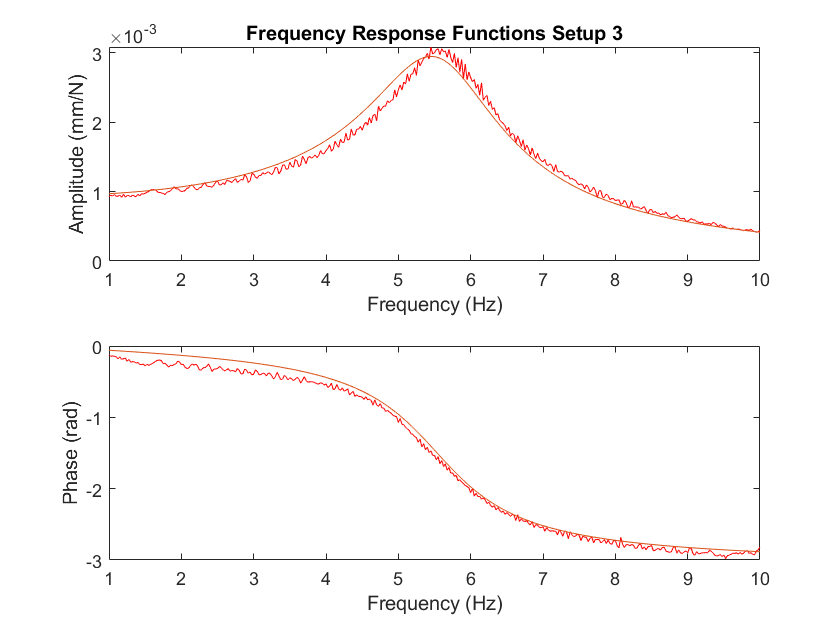 Frequency Response Functions Setup 3
×10^-3
3
2
1
0
Amplitude (mm/N)
1 2 3 4 5 6 7 8 9 10
Frequency (Hz)
0
-1
-2
-3
Phase (rad)
1 2 3 4 5 6 7 8 9 10
Frequency (Hz)